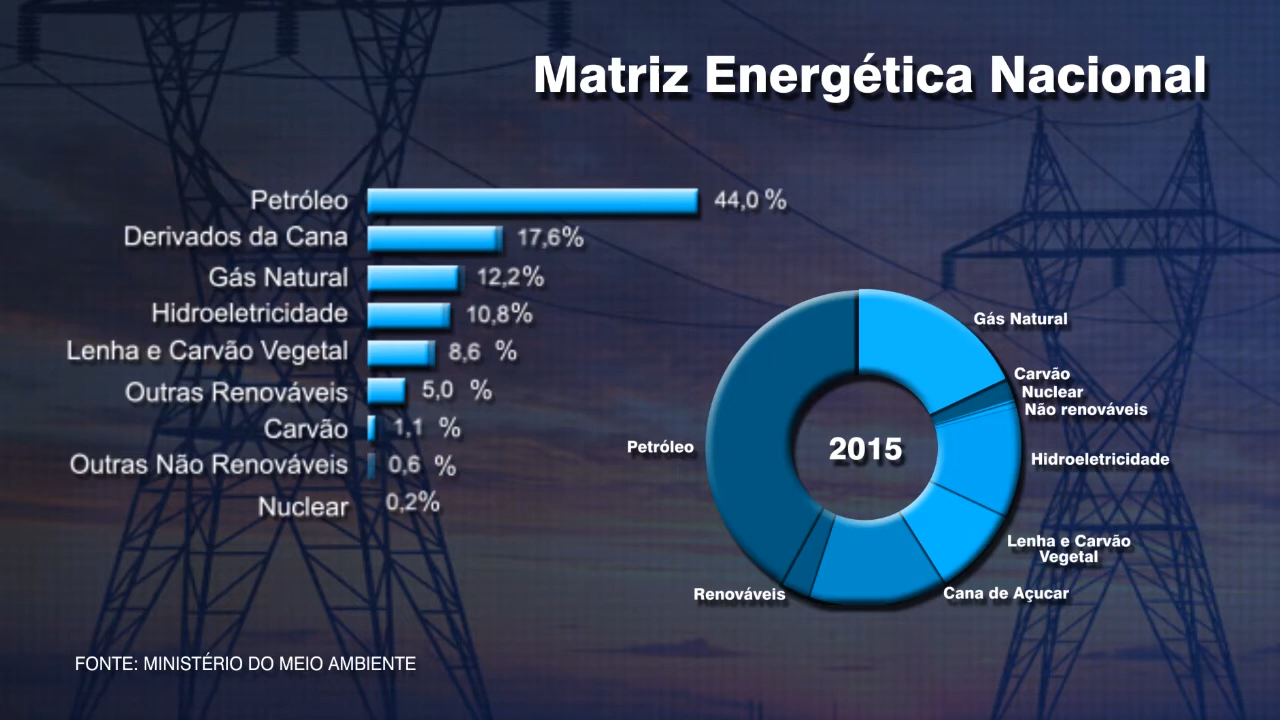 Matriz Energética Nacional
Petróleo 44,0 %
Derivados da Cana 17,6%
Gás Natural 12,2%
Hidroeletricidade 10,8%
Lenha e Carvão Vegetal 8,6 %
Outras Renováveis 5,0 %
Carvão 1,1 %
Outras Não Renováveis 0,6 %
Nuclear 0,2%
Gás Natural
Carvão
Nuclear
Não renováveis
Petróleo
2015
Hidroeletricidade
Lenha e Carvão
Vegetal
Renováveis
Cana de Açucar
FONTE: MINISTÉRIO DO MEIO AMBIENTE